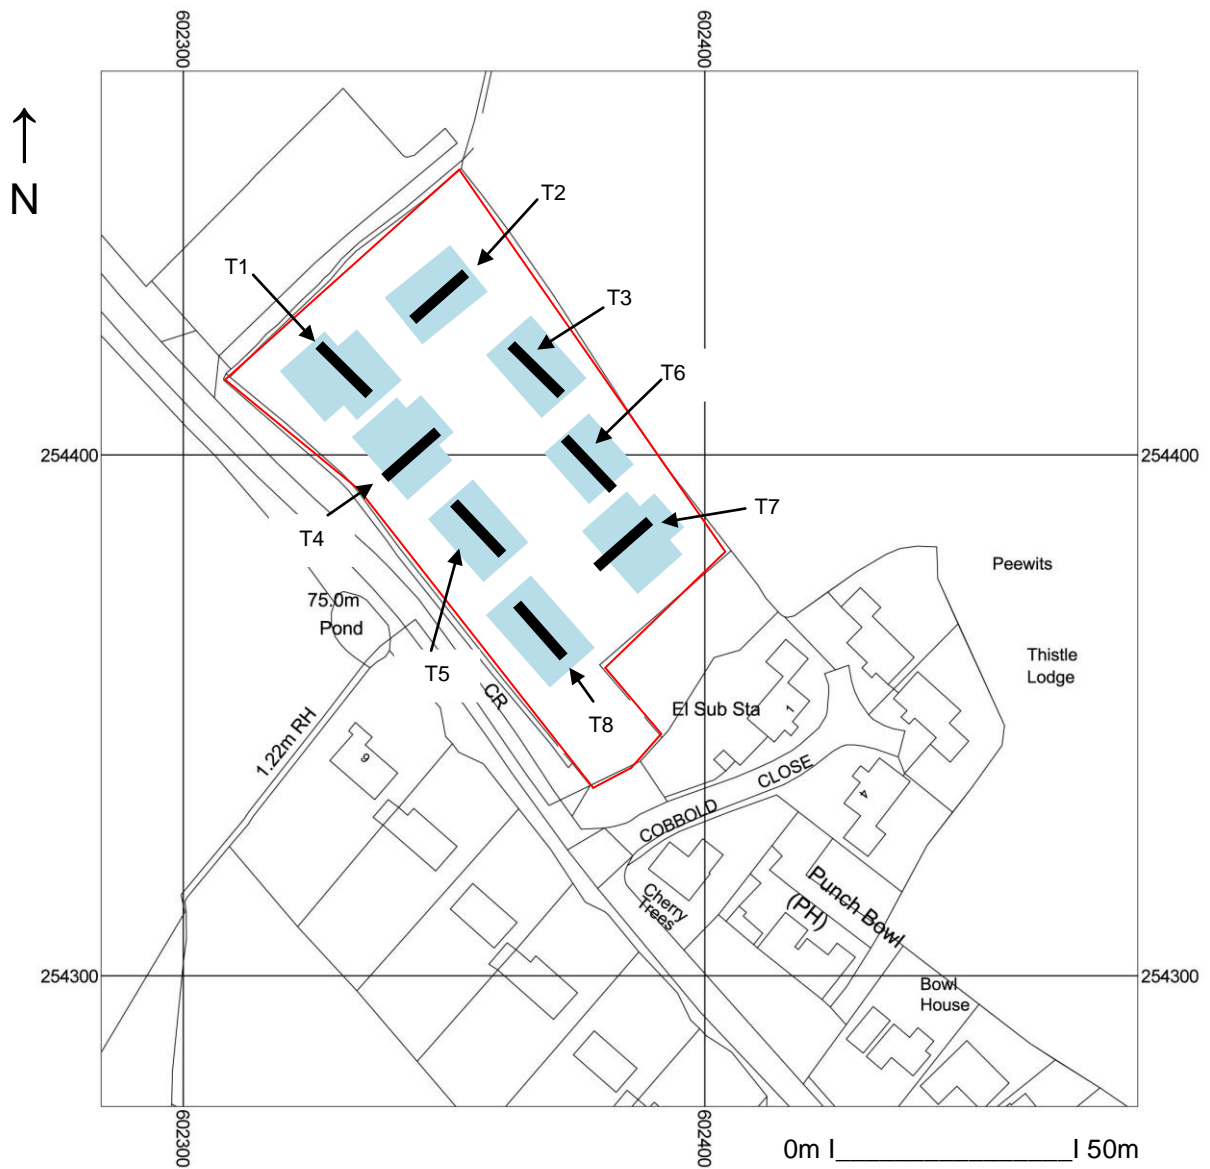 602300
602400
N
T2
T1
T3
T6
254400
254400
T7
T4
Peewits
75.0m
Pond
Thistle
Lodge
T5
CR
El Sub Sta
1
T8
1.22m RH
9
CLOSE
4
COBBOLD
Punch Bowl
(PH)
Cherry
Trees
254300
254300
Bowl
House
602300
602400
0m I_________________I 50m